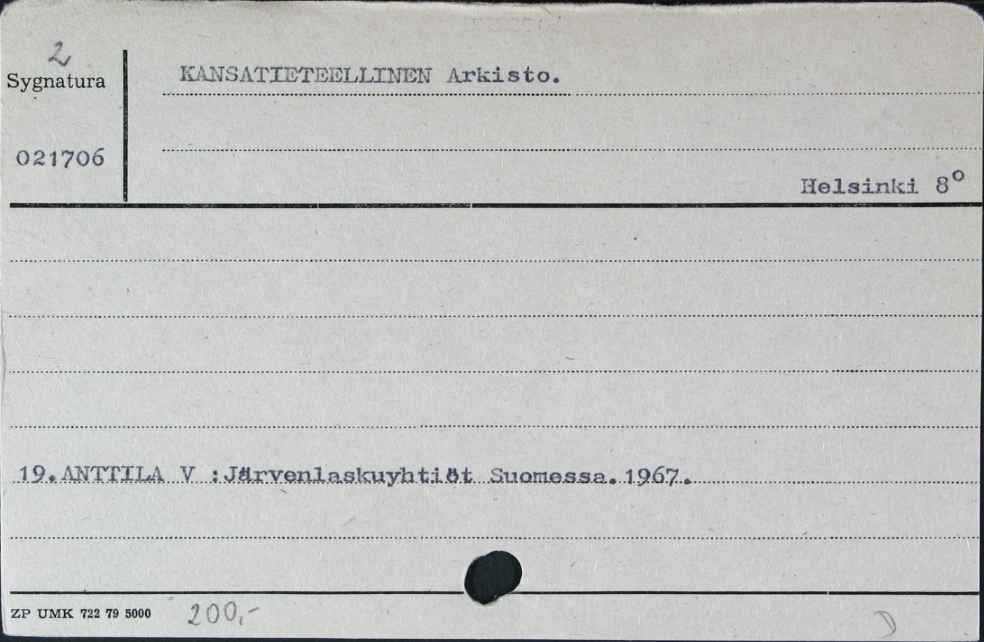 2
Sygnatura
KANSATIETEELLINEN Arkisto.
021706
Helsinki 8°
19.ANTTILA V :Järvenlaskuyhtiöt Suomessa.1967.
ZP UMK 722 79 5000
200,-
D